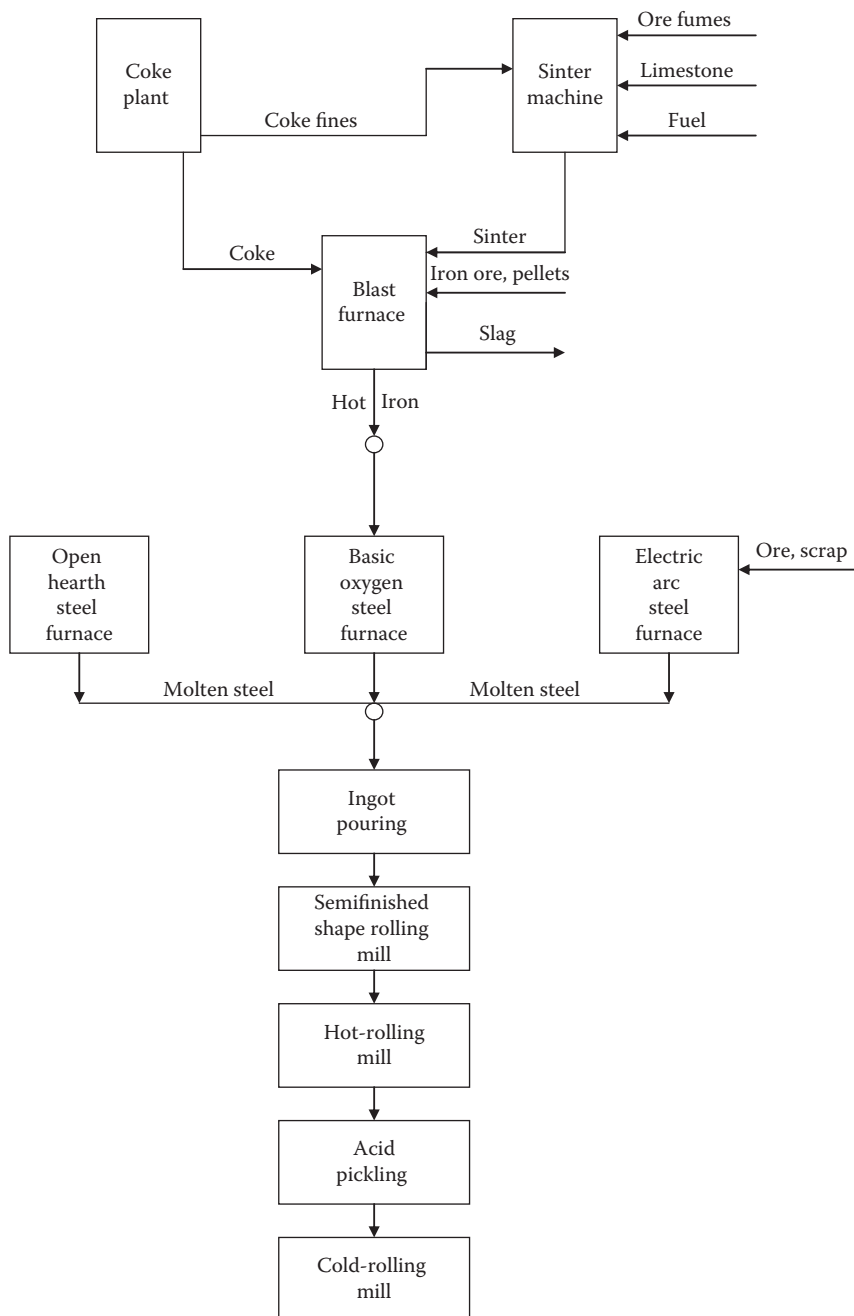 Ore fumes
Coke
plant
Sinter
machine
Limestone
Coke fines
Fuel
Sinter
Coke
Iron ore, pellets
Blast
furnace
Slag
Hot Iron
Open
hearth
steel
furnace
Basic
oxygen
steel
furnace
Electric
arc
steel
furnace
Ore, scrap
Molten steel
Molten steel
Ingot
pouring
Semifinished
shape rolling
mill
Hot-rolling
mill
Acid
pickling
Cold-rolling
mill